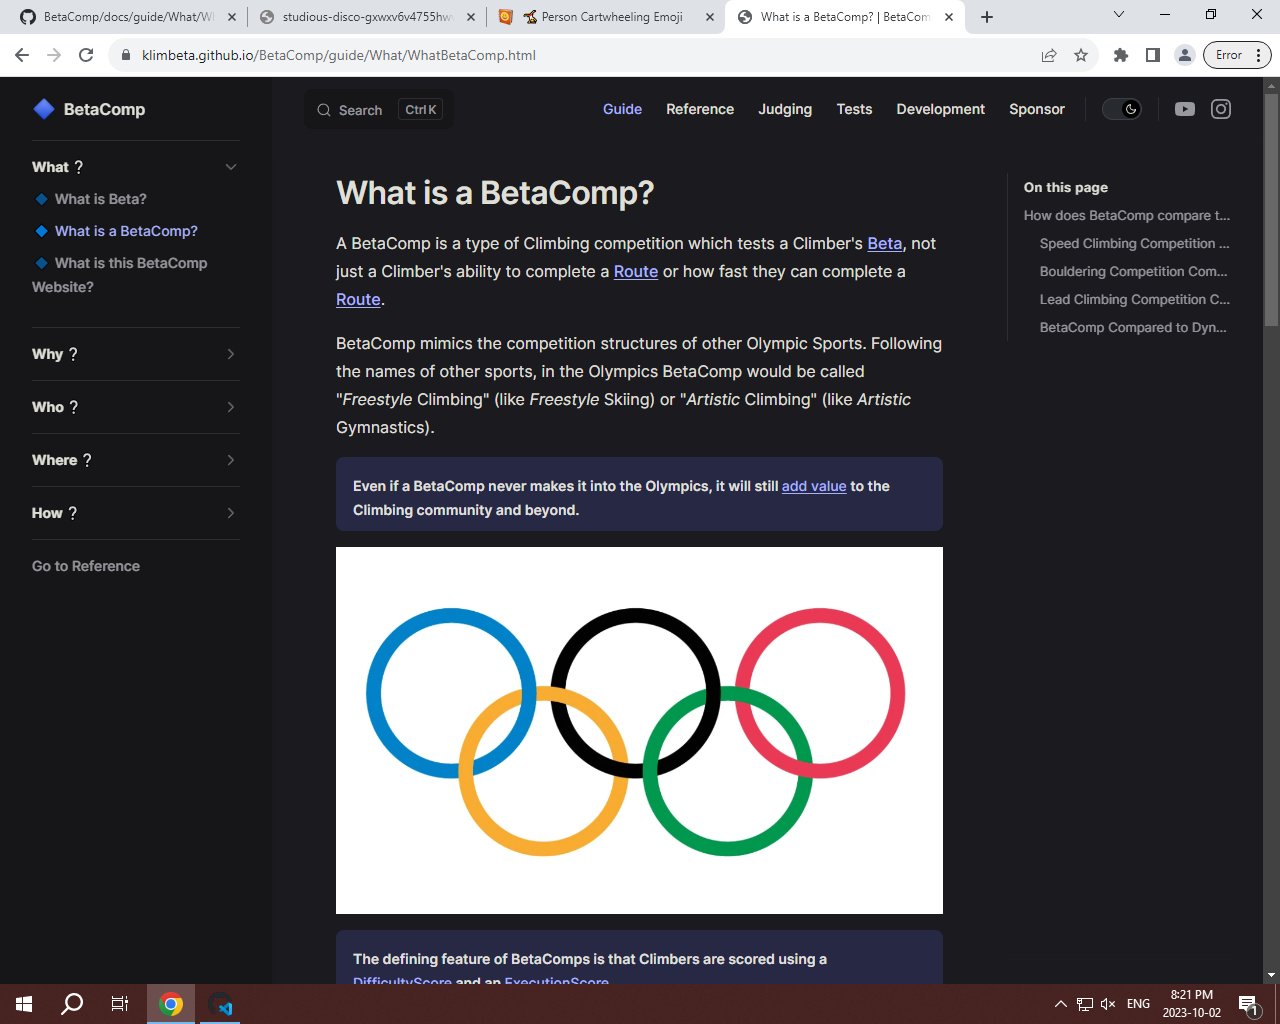 BetaComp/docs/guide/What/Wh
studious-disco-gxwxv6v4755hw
Person Cartwheeling Emoji
What is a BetaComp? | BetaCom
klimbeta.github.io/BetaComp/guide/What/WhatBetaComp.html
Error
BetaComp
Search
Ctrl K
Guide
Reference
Judging
Tests
Development
Sponsor
What ❔
What is Beta?
What is a BetaComp?
What is this BetaComp
Website?
Why ❔
Who ❔
Where ❔
How ❔
Go to Reference
What is a BetaComp?
A BetaComp is a type of Climbing competition which tests a Climber's Beta, not
just a Climber's ability to complete a Route or how fast they can complete a
Route.
BetaComp mimics the competition structures of other Olympic Sports. Following
the names of other sports, in the Olympics BetaComp would be called
"Freestyle Climbing" (like Freestyle Skiing) or "Artistic Climbing" (like Artistic
Gymnastics).
Even if a BetaComp never makes it into the Olympics, it will still add value to the
Climbing community and beyond.
The defining feature of BetaComps is that Climbers are scored using a
DifficultyScore and an ExecutionScore
On this page
How does BetaComp compare t...
Speed Climbing Competition ...
Bouldering Competition Com...
Lead Climbing Competition C...
BetaComp Compared to Dyn...
ENG
8:21 PM
2023-10-02
1